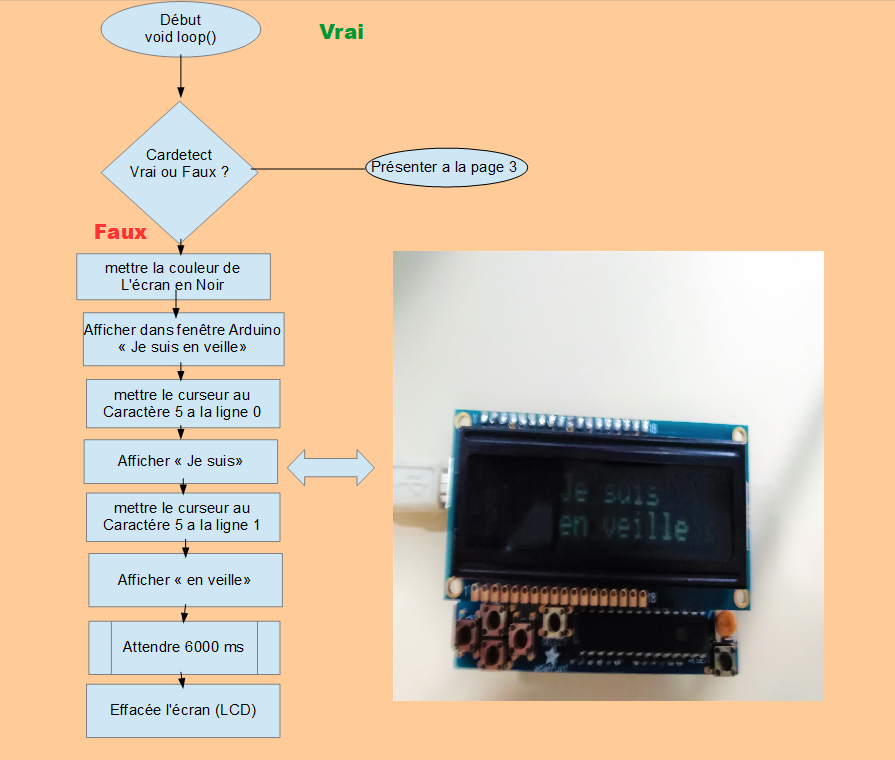 Début
void loop()
Vrai
Cardetect
Vrai ou Faux ?
Présenter a la page 3
Faux
mettre la couleur de
L'écran en Noir
Afficher dans fenêtre Arduino
« Je suis en veille»
mettre le curseur au
Caractère 5 a la ligne 0
Afficher « Je suis»
mettre le curseur au
Caractére 5 a la ligne 1
Afficher « en veille»
Attendre 6000 ms
Effacée l'écran (LCD)
Je suis
en veille
18